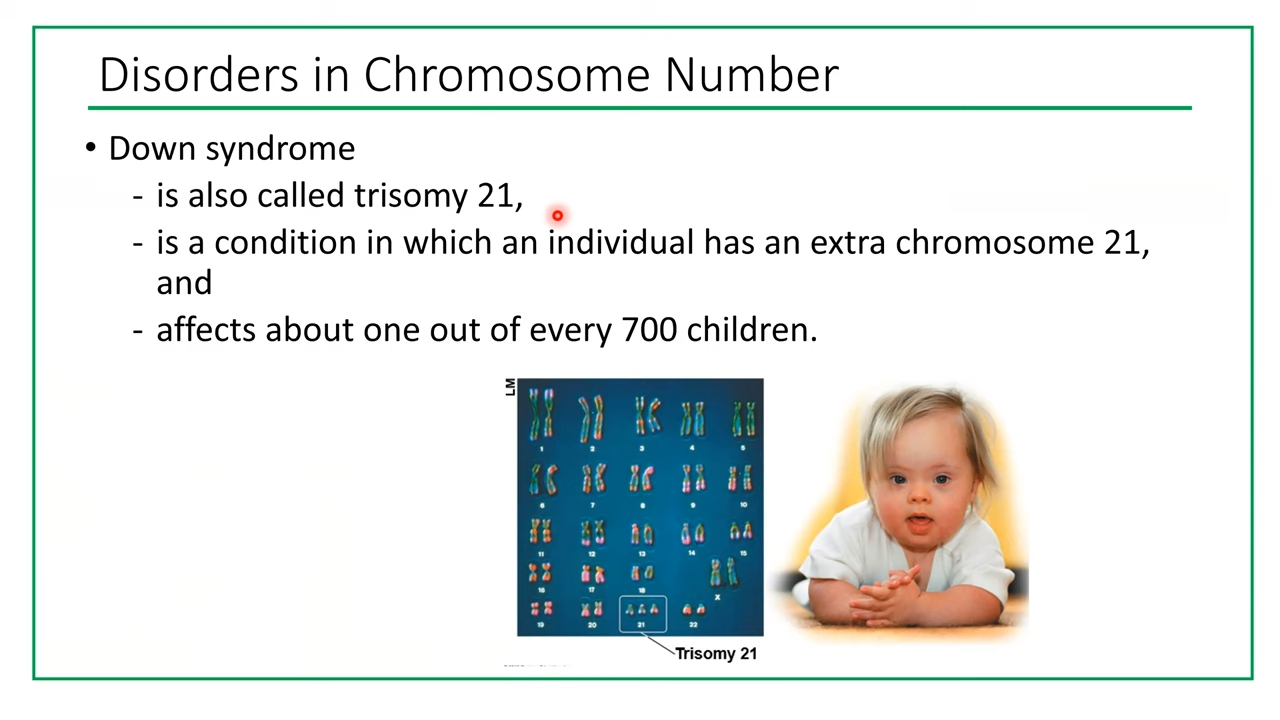 Disorders in Chromosome Number
• Down syndrome
- is also called trisomy 21,
- is a condition in which an individual has an extra chromosome 21,
and
- affects about one out of every 700 children.
LM
1 2 3 4 5
6 7 8 9 10
11 12 13 14 15
16 17 18 X
19 20 21 22
Trisomy 21